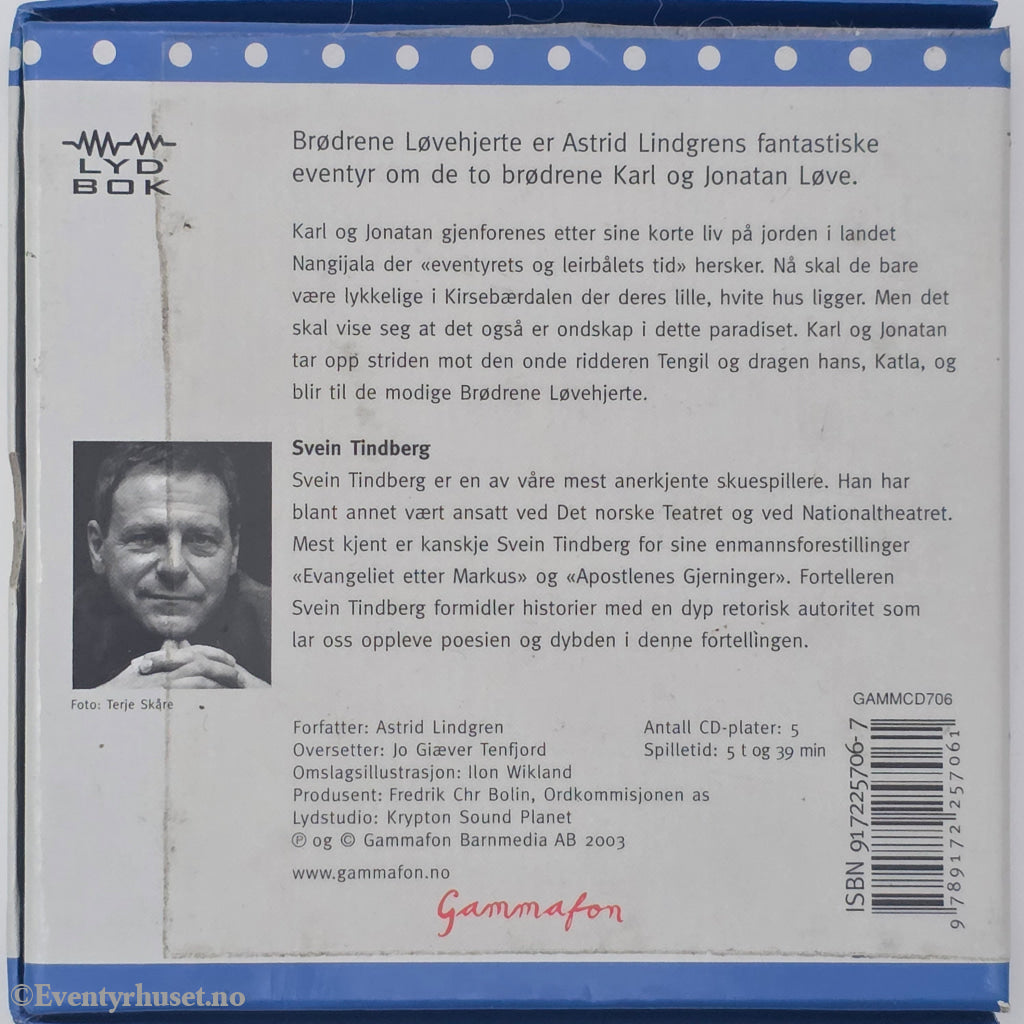 LYD
BOK
Brødrene Løvehjerte er Astrid Lindgrens fantastiske
eventyr om de to brødrene Karl og Jonatan Løve.
Karl og Jonatan gjenforenes etter sine korte liv på jorden i landet
Nangijala der «eventyrets og leirbålets tid» hersker. Nå skal de bare
være lykkelige i Kirsebærdalen der deres lille, hvite hus ligger. Men det
skal vise seg at det også er ondskap i dette paradiset. Karl og Jonatan
tar opp striden mot den onde ridderen Tengil og dragen hans, Katla, og
blir til de modige Brødrene Løvehjerte.
Svein Tindberg
Svein Tindberg er en av våre mest anerkjente skuespillere. Han har
blant annet vært ansatt ved Det norske Teatret og ved Nationaltheatret.
Mest kjent er kanskje Svein Tindberg for sine enmannsforestillinger
«Evangeliet etter Markus» og «Apostlenes Gjerninger». Fortelleren
Svein Tindberg formidler historier med en dyp retorisk autoritet som
lar oss oppleve poesien og dybden i denne fortellingen.
Foto: Terje Skåre
Forfatter: Astrid Lindgren
Oversetter: Jo Giæver Tenfjord
Omslagsillustrasjon: Ilon Wikland
Produsent: Fredrik Chr Bolin, Ordkommisjonen as
Lydstudio: Krypton Sound Planet
℗ og © Gammafon Barnmedia AB 2003
www.gammafon.no
Gammafon
Antall CD-plater: 5
Spilletid: 5 t og 39 min
GAMMCD706
ISBN 917225706-7
9 789172 257061
©Eventyrhuset.no